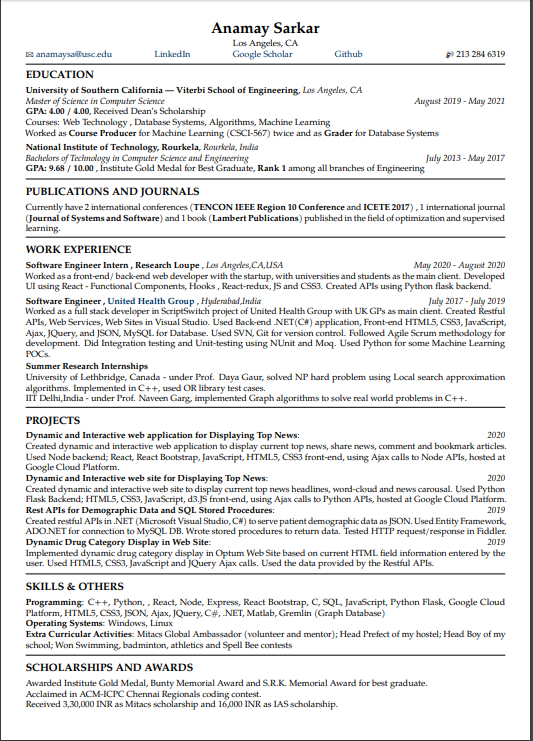 Anamay Sarkar
Los Angeles, CA
anamaysa@usc.edu LinkedIn Google Scholar Github 213 284 6319
EDUCATION
University of Southern California — Viterbi School of Engineering, Los Angeles, CA
Master of Science in Computer Science August 2019 - May 2021
GPA: 4.00 / 4.00, Received Dean's Scholarship
Courses: Web Technology , Database Systems, Algorithms, Machine Learning
Worked as Course Producer for Machine Learning (CSCI-567) twice and as Grader for Database Systems
National Institute of Technology, Rourkela, Rourkela, India
Bachelors of Technology in Computer Science and Engineering July 2013 - May 2017
GPA: 9.68 / 10.00 , Institute Gold Medal for Best Graduate, Rank 1 among all branches of Engineering
PUBLICATIONS AND JOURNALS
Currently have 2 international conferences (TENCON IEEE Region 10 Conference and ICETE 2017) , 1 international journal
(Journal of Systems and Software) and 1 book (Lambert Publications) published in the field of optimization and supervised
learning.
WORK EXPERIENCE
Software Engineer Intern , Research Loupe , Los Angeles,CA,USA May 2020 - August 2020
Worked as a front-end/ back-end web developer with the startup, with universities and students as the main client. Developed
UI using React - Functional Components, Hooks , React-redux, JS and CSS3. Created APIs using Python flask backend.
Software Engineer , United Health Group , Hyderabad,India July 2017 - July 2019
Worked as a full stack developer in ScriptSwitch project of United Health Group with UK GPs as main client. Created Restful
APIs, Web Services, Web Sites in Visual Studio. Used Back-end .NET(C#) application, Front-end HTML5, CSS3, JavaScript,
Ajax, JQuery, and JSON, MySQL for Database. Used SVN, Git for version control. Followed Agile Scrum methodology for
development. Did Integration testing and Unit-testing using NUnit and Moq. Used Python for some Machine Learning
POCs.
Summer Research Internships
University of Lethbridge, Canada - under Prof. Daya Gaur, solved NP hard problem using Local search approximation
algorithms. Implemented in C++, used OR library test cases.
IIT Delhi,India - under Prof. Naveen Garg, implemented Graph algorithms to solve real world problems in C++.
PROJECTS
Dynamic and Interactive web application for Displaying Top News: 2020
Created dynamic and interactive web application to display current top news, share news, comment and bookmark articles.
Used Node backend; React, React Bootstrap, JavaScript, HTML5, CSS3 front-end, using Ajax calls to Node APIs, hosted at
Google Cloud Platform.
Dynamic and Interactive web site for Displaying Top News: 2020
Created dynamic and interactive web site to display current top news headlines, word-cloud and news carousal. Used Python
Flask Backend; HTML5, CSS3, JavaScript, d3.JS front-end, using Ajax calls to Python APIs, hosted at Google Cloud Platform.
Rest APIs for Demographic Data and SQL Stored Procedures: 2019
Created restful APIs in .NET (Microsoft Visual Studio, C#) to serve patient demographic data as JSON. Used Entity Framework,
ADO.NET for connection to MySQL DB. Wrote stored procedures to return data. Tested HTTP request/response in Fiddler.
Dynamic Drug Category Display in Web Site: 2019
Implemented dynamic drug category display in Optum Web Site based on current HTML field information entered by the
user. Used HTML5, CSS3, JavaScript and JQuery Ajax calls. Used the data provided by the Restful APIs.
SKILLS & OTHERS
Programming: C++, Python, , React, Node, Express, React Bootstrap, C, SQL, JavaScript, Python Flask, Google Cloud
Platform, HTML5, CSS3, JSON, Ajax, JQuery, C#, .NET, Matlab, Gremlin (Graph Database)
Operating Systems: Windows, Linux
Extra Curricular Activities: Mitacs Global Ambassador (volunteer and mentor); Head Prefect of my hostel; Head Boy of my
school; Won Swimming, badminton, athletics and Spell Bee contests
SCHOLARSHIPS AND AWARDS
Awarded Institute Gold Medal, Bunty Memorial Award and S.R.K. Memorial Award for best graduate.
Acclaimed in ACM-ICPC Chennai Regionals coding contest.
Received 3,30,000 INR as Mitacs scholarship and 16,000 INR as IAS scholarship.